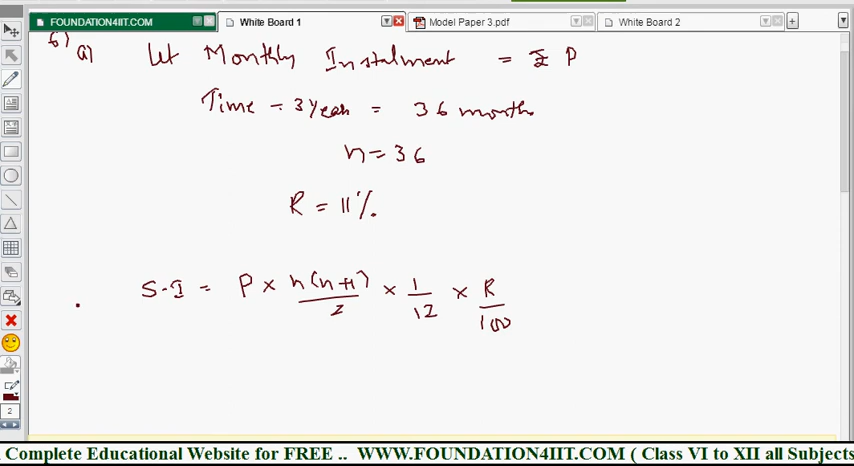 FOUNDATION4IIT.COM
White Board 1
Model Paper 3.pdf
White Board 2
6) a) Let Monthly Instalment = ₹ P
Time = 3 Year = 36 months
n = 36
R = 11%.
S.I = P × n(n+1)/2 × 1/12 × R/100
2
Complete Educational Website for FREE .. WWW.FOUNDATION4IIT.COM ( Class VI to XII all Subjects